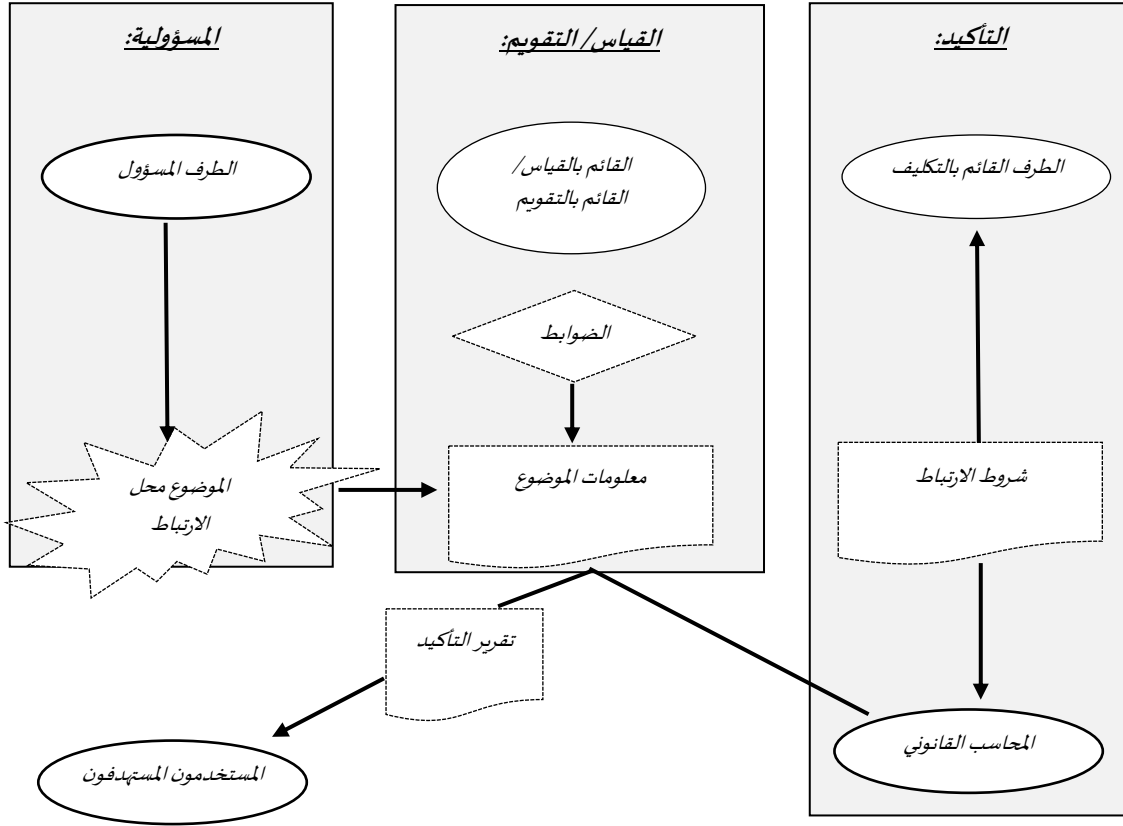 التأكيد:
القياس/ التقويم:
المسؤولية:
الطرف القائم بالتكليف
القائم بالقياس/
القائم بالتقويم
الطرف المسؤول
الضوابط
شروط الارتباط
معلومات الموضوع
الموضوع محل
الارتباط
تقرير التأكيد
المحاسب القانوني
المستخدمون المستهدفون